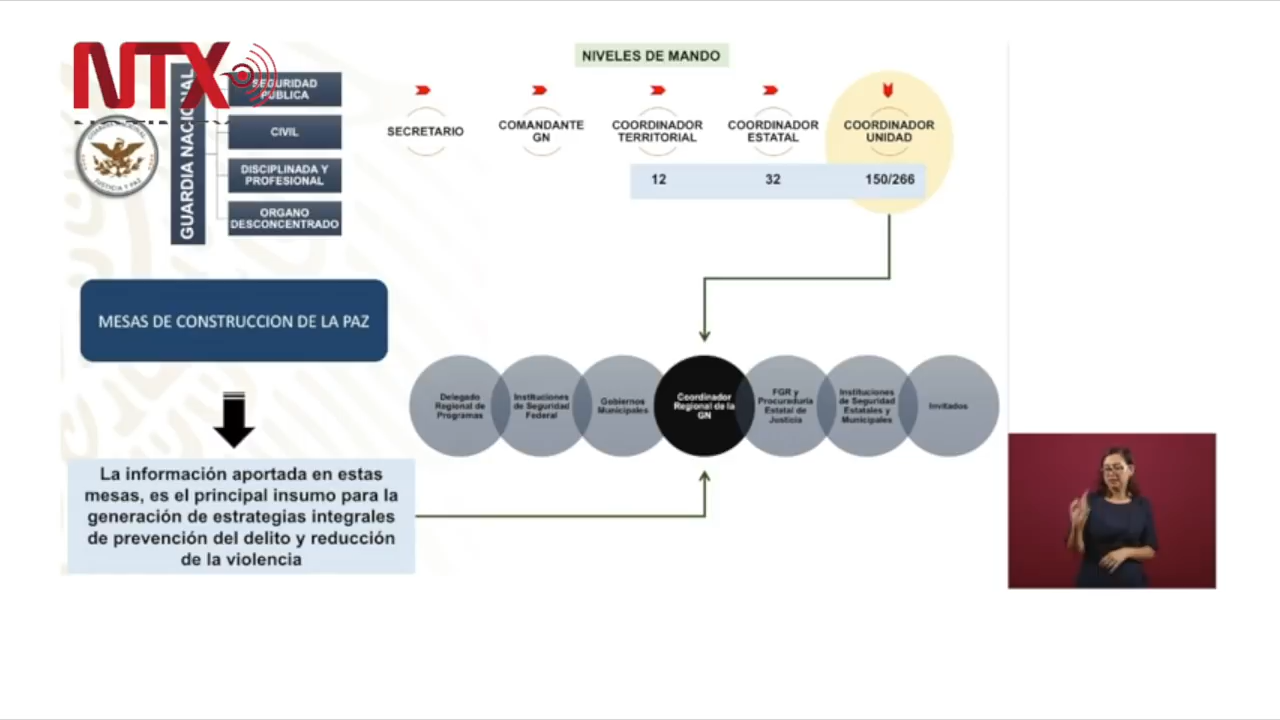 NTX
NIVELES DE MANDO
GUARDIA NACIONAL
SEGURIDAD
PÚBLICA
CIVIL
DISCIPLINADA Y
PROFESIONAL
ORGANO
DESCONCENTRADO
JUSTICIA Y PAZ
SECRETARIO
COMANDANTE
GN
COORDINADOR
TERRITORIAL
COORDINADOR
ESTATAL
COORDINADOR
UNIDAD
12
32
150/266
MESAS DE CONSTRUCCION DE LA PAZ
Delegado
Regional de
Programas
Instituciones
de Seguridad
Federal
Gobiernos
Municipales
Coordinador
Regional de la
GN
FGR y
Procuraduría
Estatal de
Justicia
Instituciones
de Seguridad
Estatales y
Municipales
Invitados
La información aportada en estas
mesas, es el principal insumo para la
generación de estrategias integrales
de prevención del delito y reducción
de la violencia